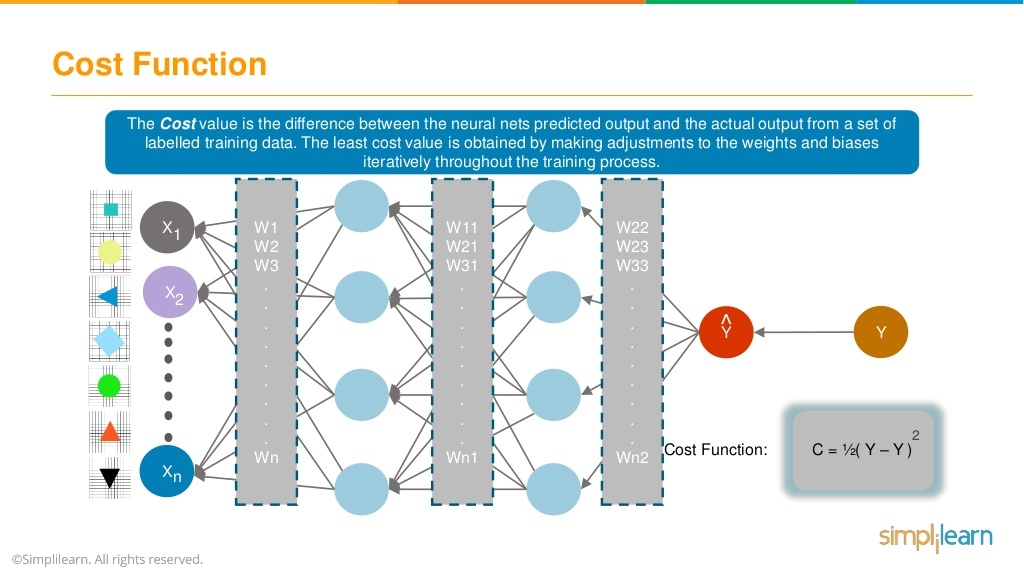 Cost Function
The Cost value is the difference between the neural nets predicted output and the actual output from a set of
labelled training data. The least cost value is obtained by making adjustments to the weights and biases
iteratively throughout the training process.
X1
X2
Xn
W1
W2
W3
.
.
.
.
.
.
.
Wn
W11
W21
W31
.
.
.
.
.
.
.
Wn1
W22
W23
W33
.
.
.
.
.
.
.
Wn2
^
Y
Y
Cost Function:
C = ½( Y – Y )2
simplilearn
©Simplilearn. All rights reserved.